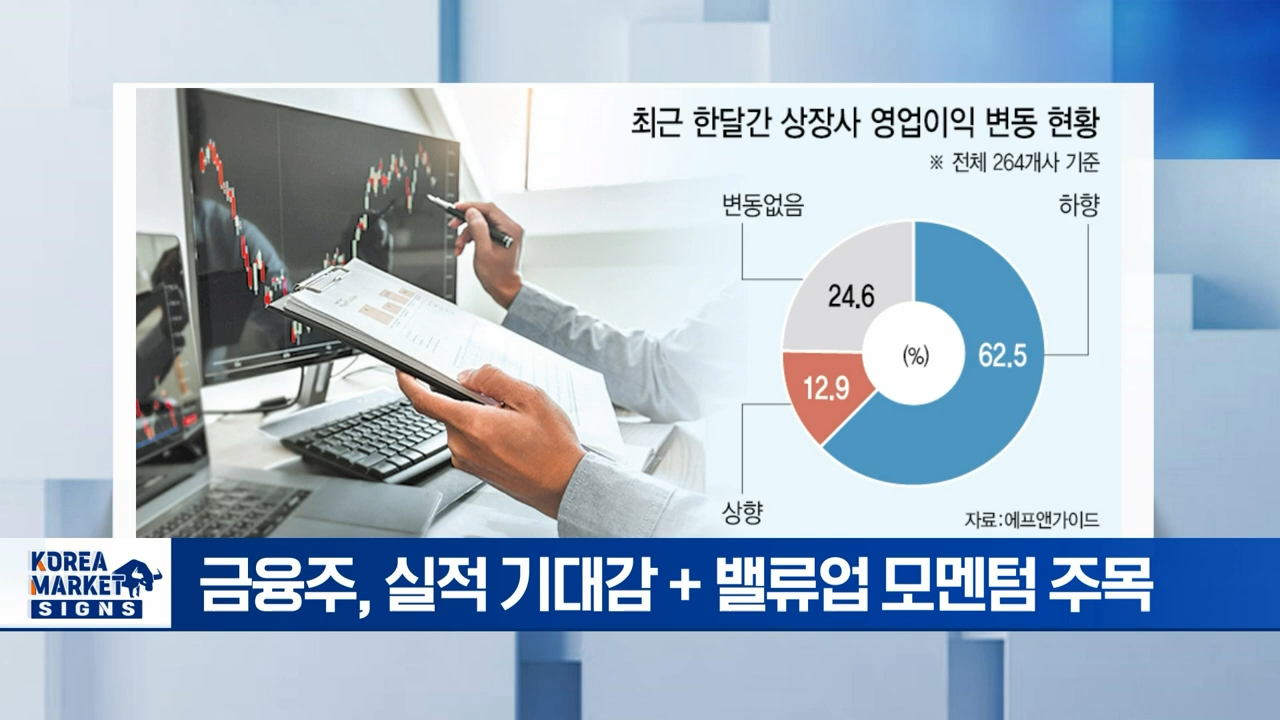 최근 한달간 상장사 영업이익 변동 현황
※ 전체 264개사 기준
변동없음
하향
24.6
(%)
62.5
12.9
상향
자료:에프앤가이드
KOREA
MARKET
SIGNS
금융주, 실적 기대감 + 밸류업 모멘텀 주목